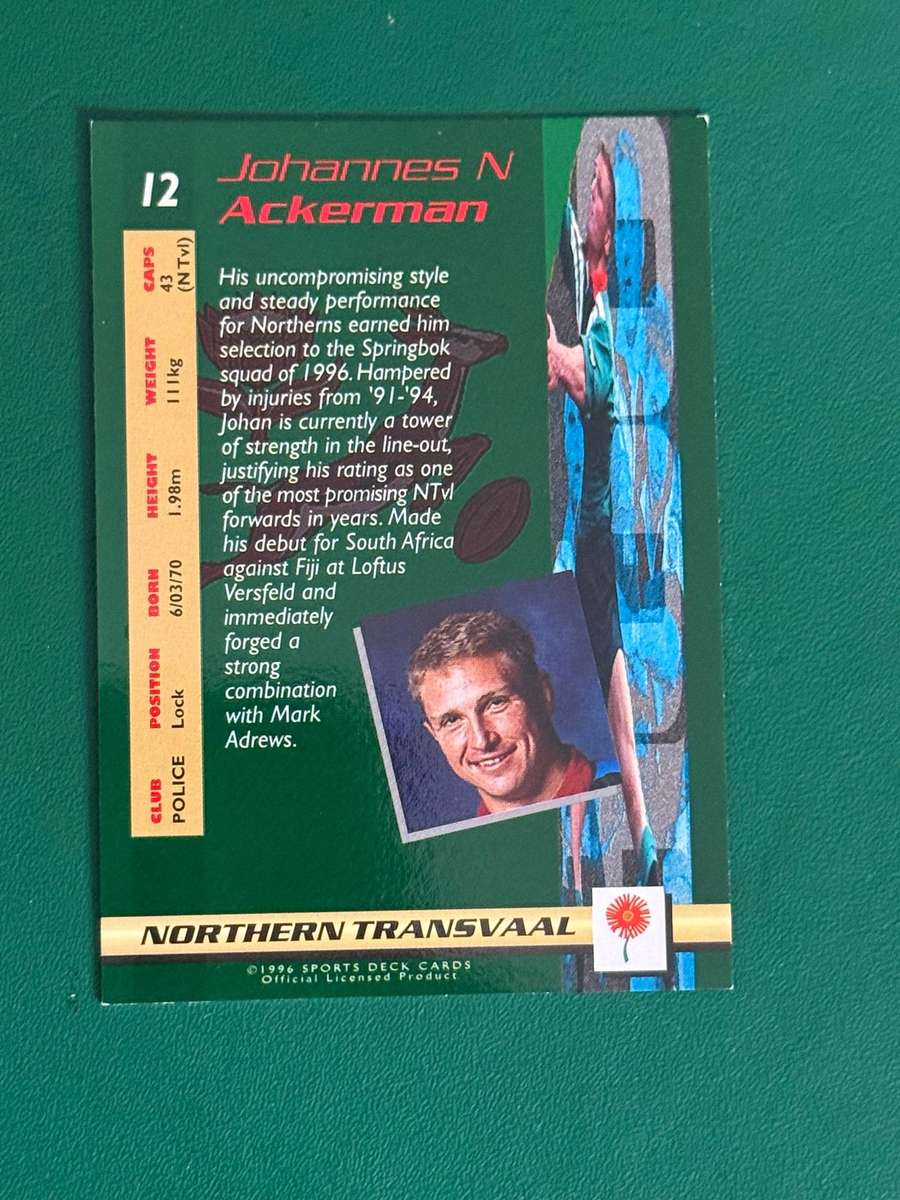 12
Johannes N
Ackerman
CAPS
43
(N Tvl)
WEIGHT
111kg
HEIGHT
1.98m
BORN
6/03/70
POSITION
Lock
CLUB
POLICE
His uncompromising style
and steady performance
for Northerns earned him
selection to the Springbok
squad of 1996. Hampered
by injuries from '91-'94,
Johan is currently a tower
of strength in the line-out,
justifying his rating as one
of the most promising NTvl
forwards in years. Made
his debut for South Africa
against Fiji at Loftus
Versfeld and
immediately
forged a
strong
combination
with Mark
Adrews.
NORTHERN TRANSVAAL
©1996 SPORTS DECK CARDS
Official Licensed Product